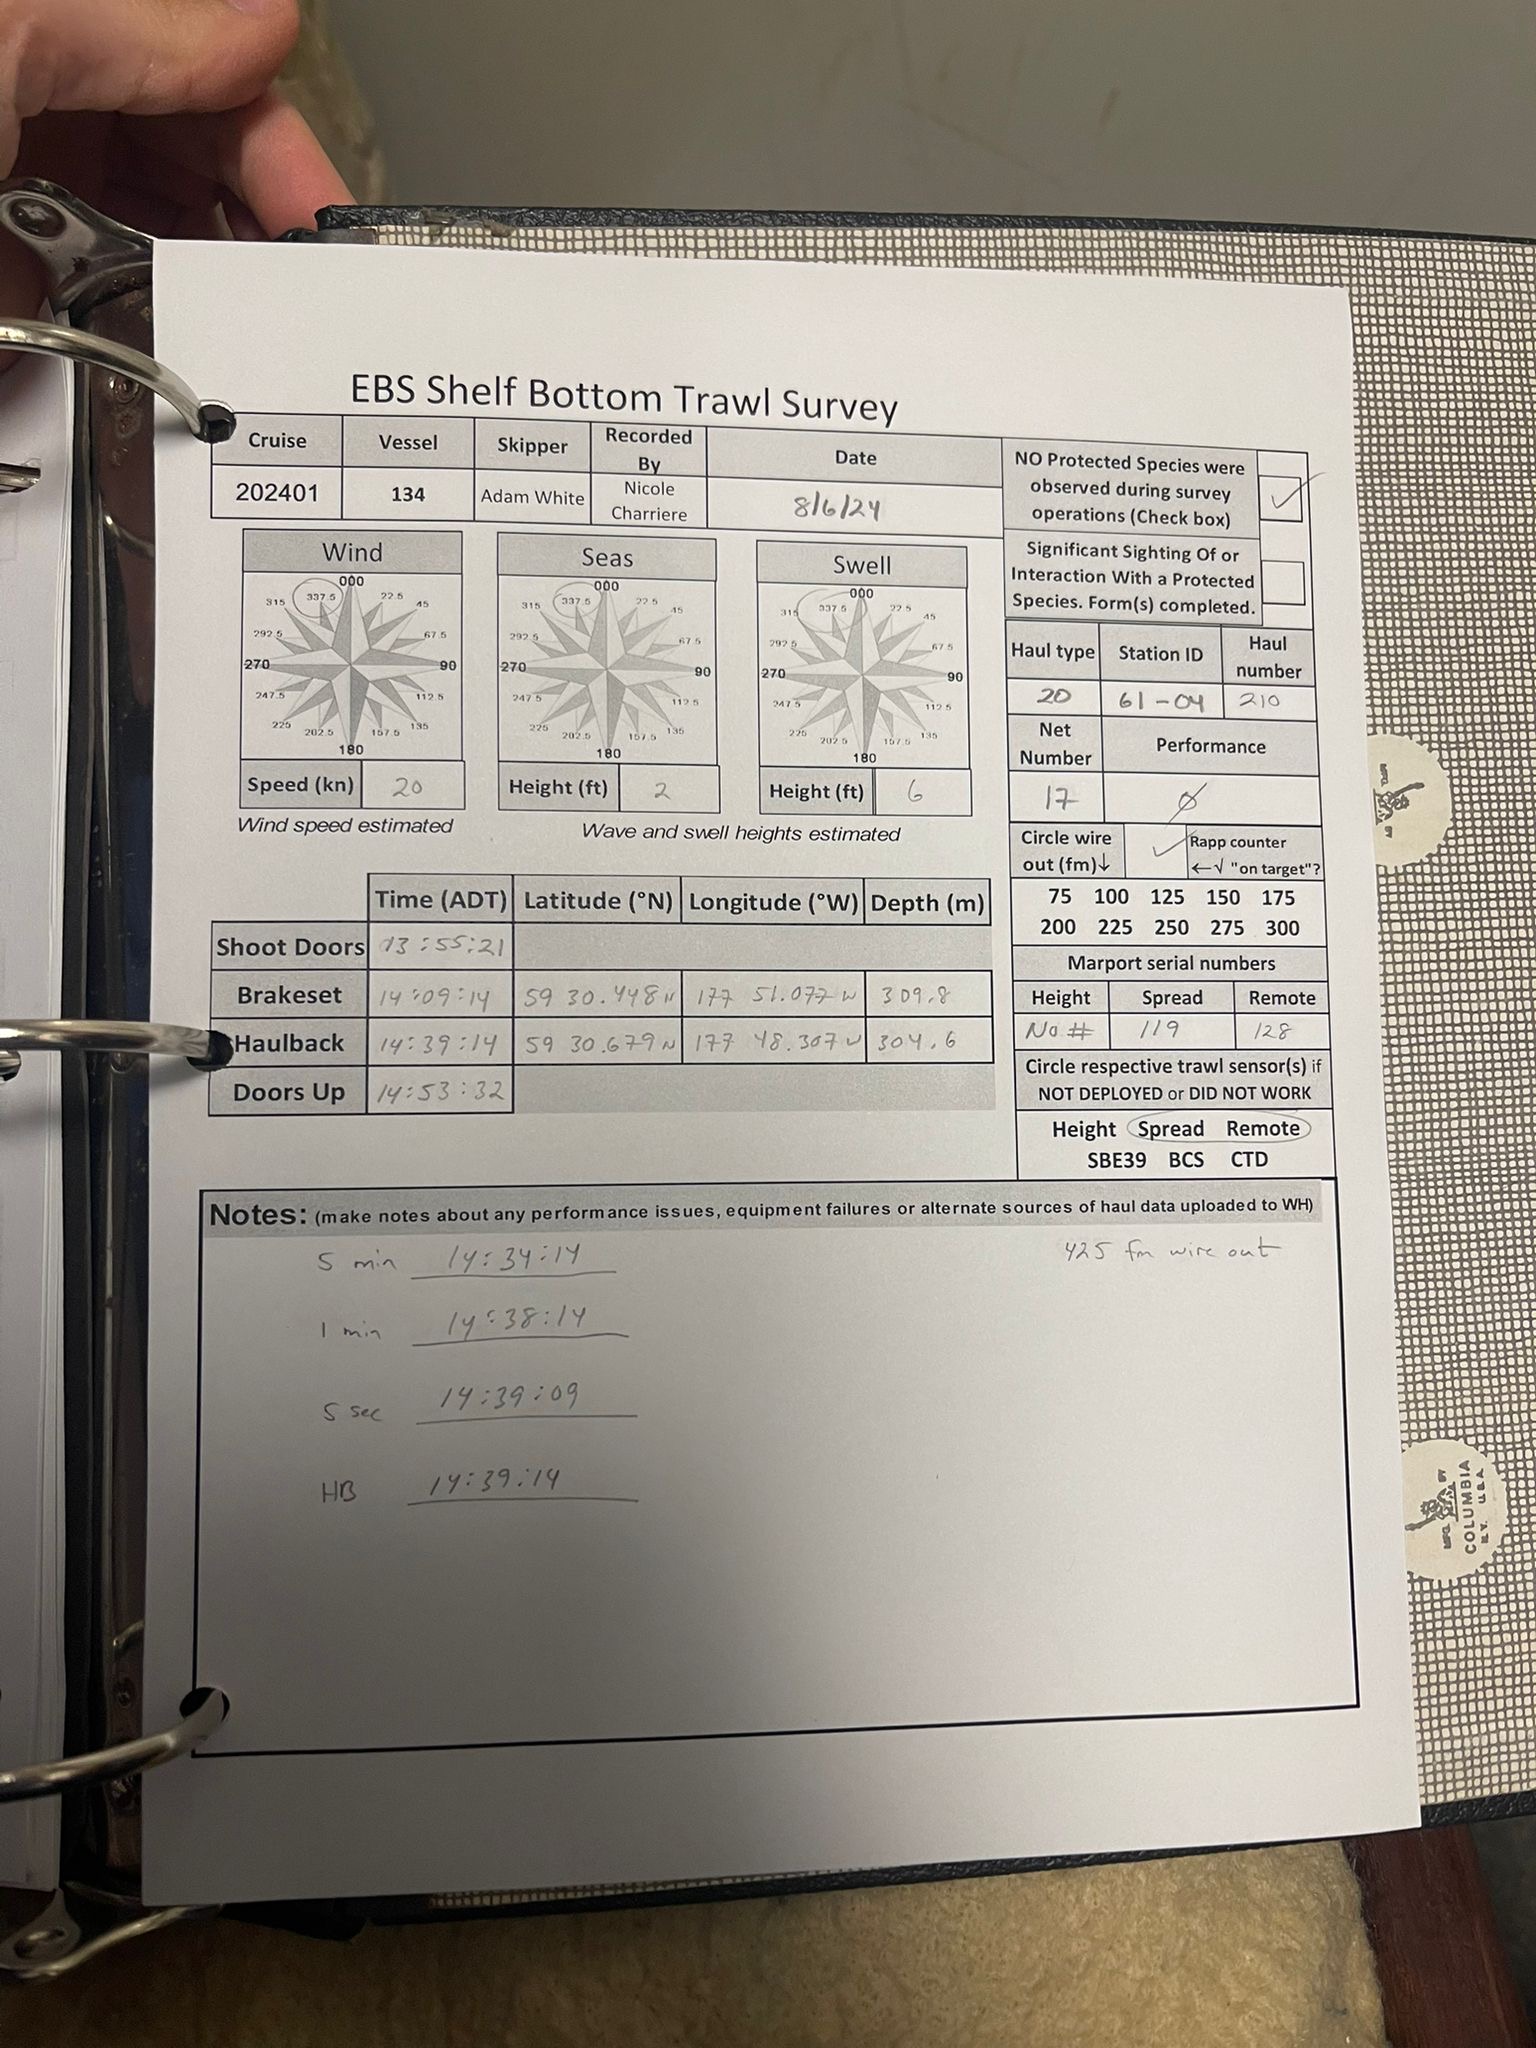 EBS Shelf Bottom Trawl Survey
Cruise Vessel Skipper Recorded By Date
202401 134 Adam White Nicole Charriere 8/6/24
NO Protected Species were
observed during survey
operations (Check box) ✓
Significant Sighting Of or
Interaction With a Protected
Species. Form(s) completed.
Wind
000
22.5
45
67.5
90
112.5
135
157.5
180
202.5
225
247.5
270
292.5
315
337.5
Speed (kn) 20
Wind speed estimated
Seas
000
22.5
45
67.5
90
112.5
135
157.5
180
202.5
225
247.5
270
292.5
315
337.5
Height (ft) 2
Swell
000
22.5
45
67.5
90
112.5
135
157.5
180
202.5
225
247.5
270
292.5
315
337.5
Height (ft) 6
Wave and swell heights estimated
Haul type Station ID Haul number
20 61-04 210
Net Number Performance
17 Ø
Circle wire
out (fm)↓ ✓ Rapp counter
←√ "on target"?
75 100 125 150 175
200 225 250 275 300
Marport serial numbers
Height Spread Remote
No # 119 128
Circle respective trawl sensor(s) if
NOT DEPLOYED or DID NOT WORK
Height Spread Remote
SBE39 BCS CTD
Time (ADT) Latitude (°N) Longitude (°W) Depth (m)
Shoot Doors 13:55:21
Brakeset 14:09:14 59 30.448 N 177 51.077 W 309.8
Haulback 14:39:14 59 30.679 N 177 48.307 W 304.6
Doors Up 14:53:32
Notes: (make notes about any performance issues, equipment failures or alternate sources of haul data uploaded to WH)
5 min 14:34:14 425 fm wire out
1 min 14:38:14
5 sec 14:39:09
HB 14:39:14
MFG. BY
MFG. BY
COLUMBIA
N.Y. U.S.A.